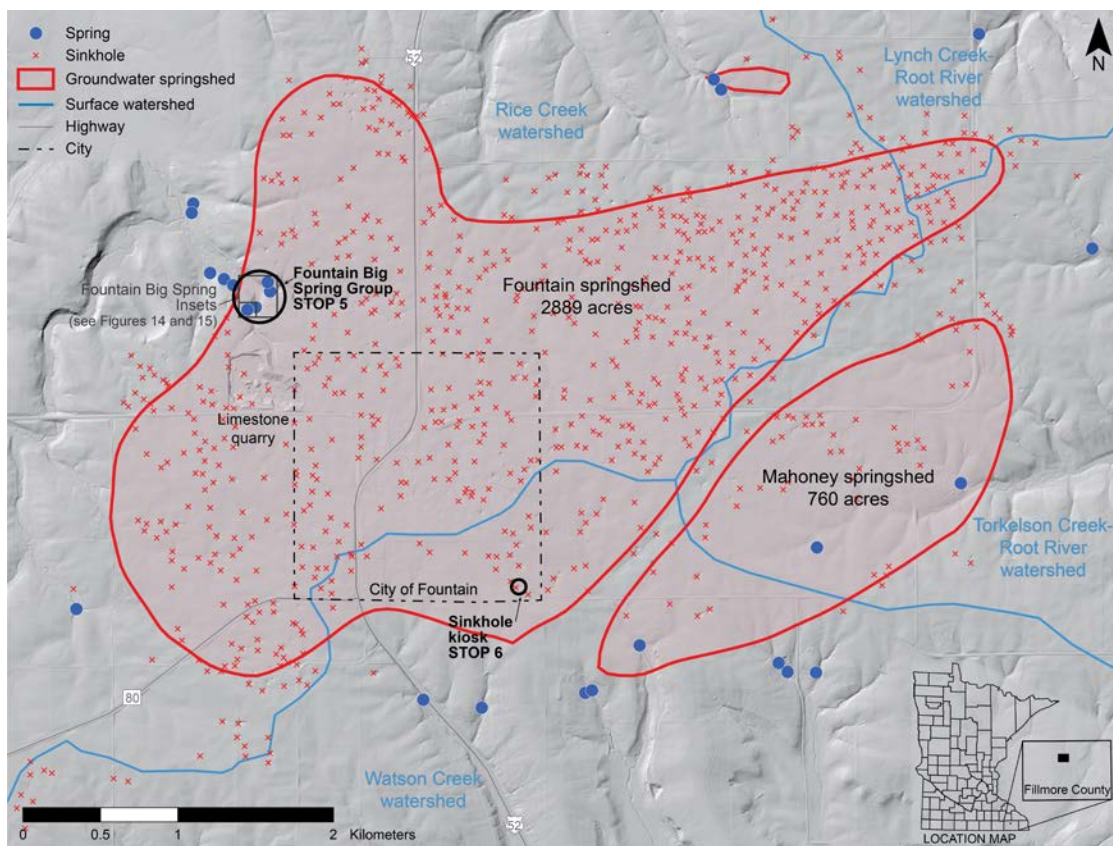 Spring
Sinkhole
Groundwater springshed
Surface watershed
Highway
City
52
Rice Creek
watershed
Lynch Creek-
Root River
watershed
N
Fountain Big
Spring Group
STOP 5
Fountain Big Spring
Insets
(see Figures 14 and 15)
Fountain springshed
2889 acres
Limestone
quarry
Mahoney springshed
760 acres
Torkelson Creek-
Root River
watershed
City of Fountain
Sinkhole
kiosk
STOP 6
80
Watson Creek
watershed
52
0
0.5
1
2
Kilometers
Fillmore County
LOCATION MAP